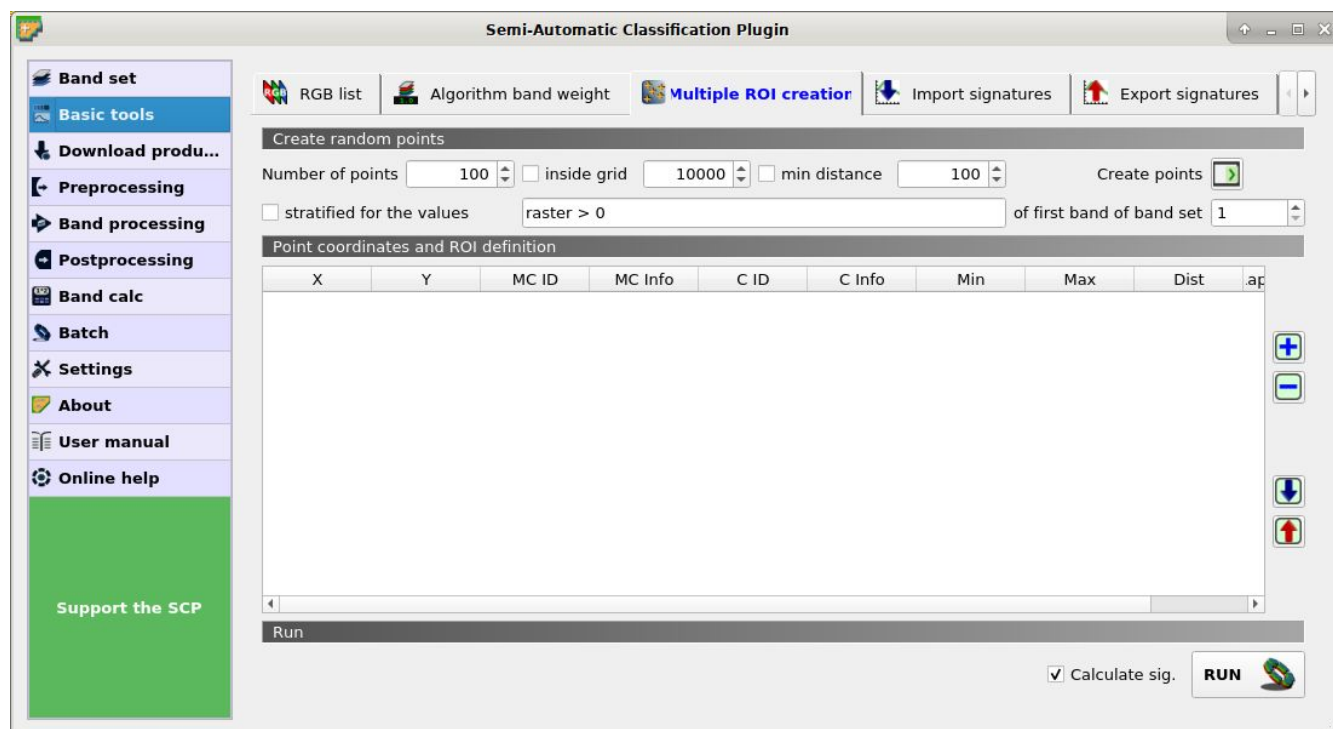 Semi-Automatic Classification Plugin
Band set
Basic tools
Download produ...
Preprocessing
Band processing
Postprocessing
Band calc
Batch
Settings
About
User manual
Online help
Support the SCP
RGB list Algorithm band weight Multiple ROI creation Import signatures Export signatures
Create random points
Number of points 100 inside grid 10000 min distance 100 Create points
stratified for the values raster > 0 of first band of band set 1
Point coordinates and ROI definition
X Y MC ID MC Info C ID C Info Min Max Dist
Run
Calculate sig. RUN